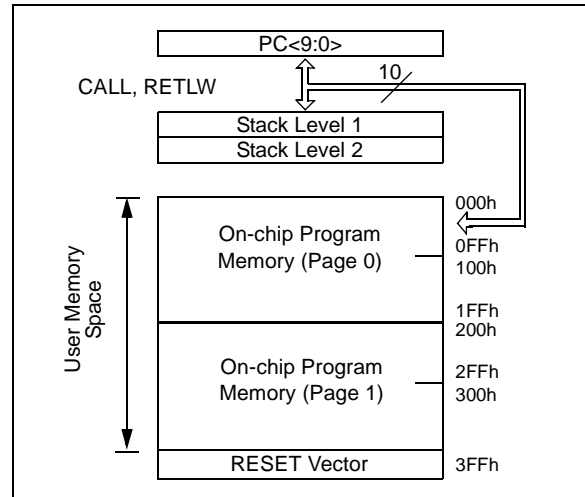 PC<9:0>
CALL, RETLW
10
Stack Level 1
Stack Level 2
User Memory
Space
000h
On-chip Program
Memory (Page 0)
0FFh
100h
1FFh
200h
On-chip Program
Memory (Page 1)
2FFh
300h
RESET Vector
3FFh